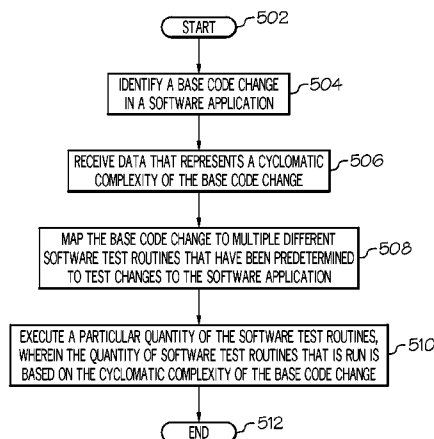 START
502
IDENTIFY A BASE CODE CHANGE
IN A SOFTWARE APPLICATION
504
RECEIVE DATA THAT REPRESENTS A CYCLOMATIC
COMPLEXITY OF THE BASE CODE CHANGE
506
MAP THE BASE CODE CHANGE TO MULTIPLE DIFFERENT
SOFTWARE TEST ROUTINES THAT HAVE BEEN PREDETERMINED
TO TEST CHANGES TO THE SOFTWARE APPLICATION
508
EXECUTE A PARTICULAR QUANTITY OF THE SOFTWARE TEST ROUTINES,
WHEREIN THE QUANTITY OF SOFTWARE TEST ROUTINES THAT IS RUN IS
BASED ON THE CYCLOMATIC COMPLEXITY OF THE BASE CODE CHANGE
510
END
512